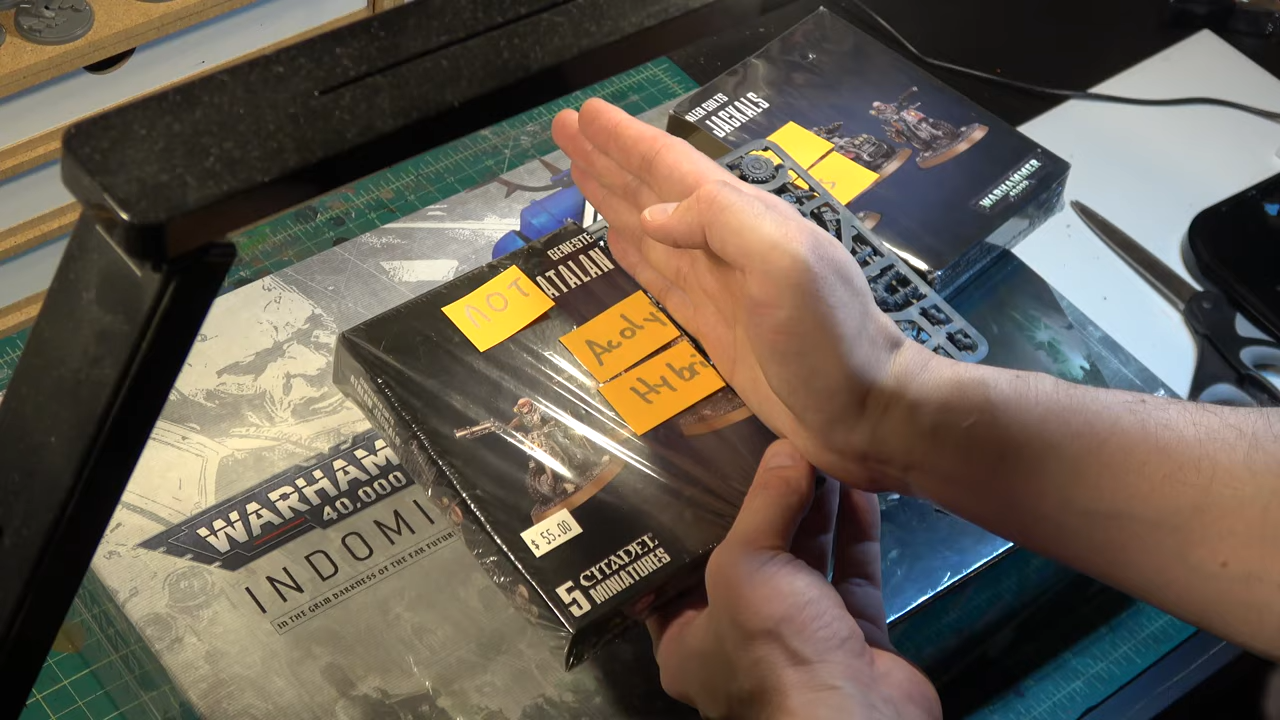 JACKALS
WARHAMMER
GENESTE
ATALAN
NOT
Acoly
Hybri
$ 55.00
5 CITADEL
MINIATURES
WARHAM
40,000
INDOMI
IN THE GRIM DARKNESS OF THE FAR FUTUR